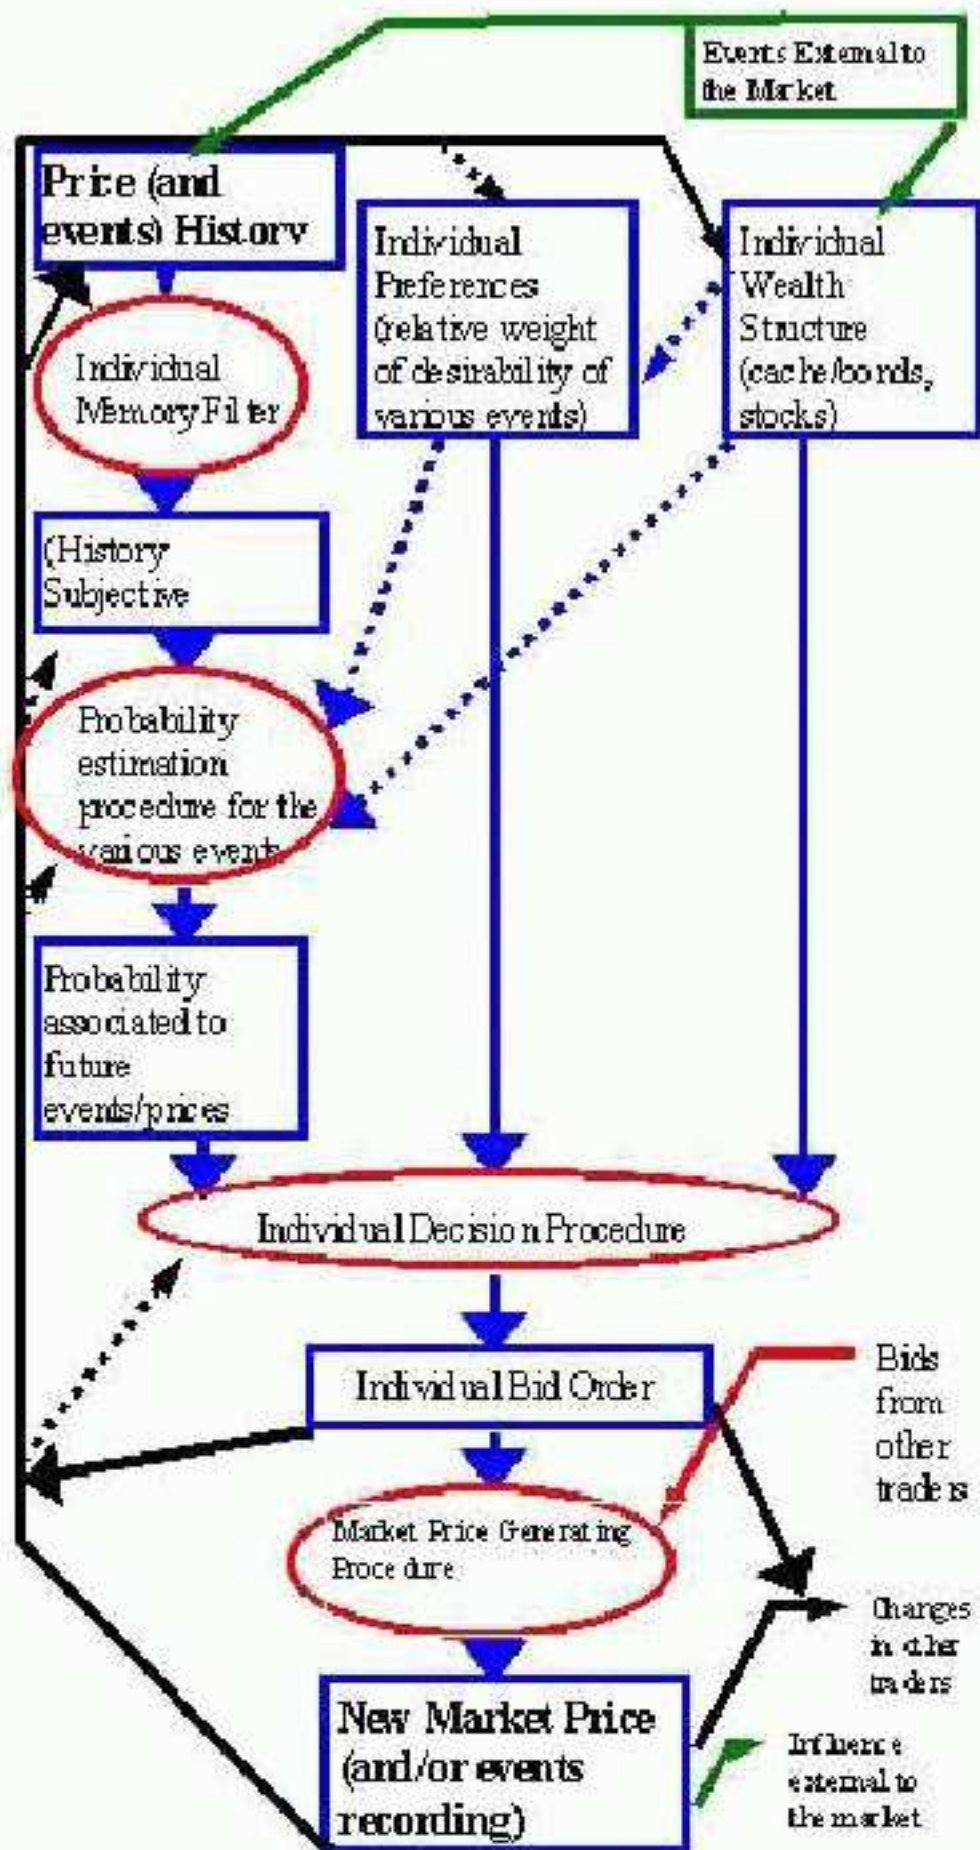 Events External to
the Market
Price (and
events) History
Individual
Preferences
(relative weight
of desirability of
various events)
Individual
Wealth
Structure
(cache/bonds,
stocks)
Individual
Memory Filter
(History
Subjective
Probability
estimation
procedure for the
various events
Probability
associated to
future
events/prices
Individual Decision Procedure
Individual Bid Order
Bids
from
other
traders
Market Price Generating
Procedure
Changes
in other
traders
New Market Price
(and/or events
recording)
Influence
external to
the market